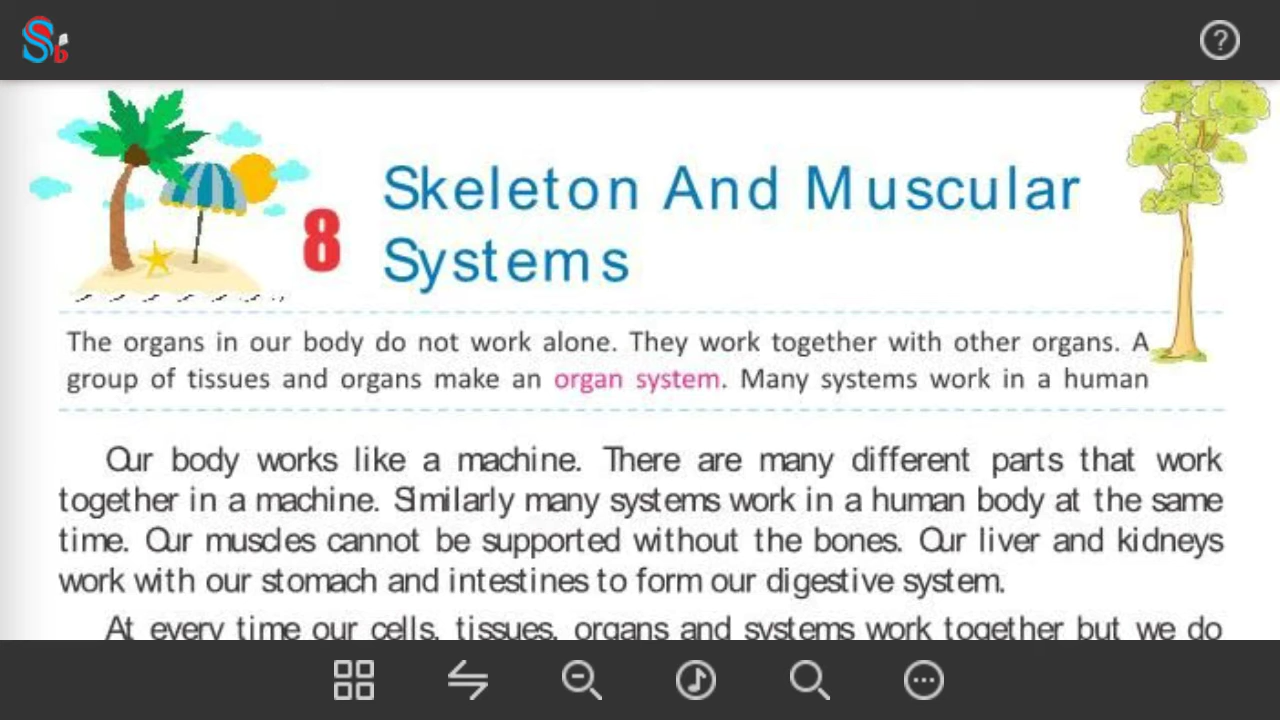 Sb
8
Skeleton And Muscular
Systems
The organs in our body do not work alone. They work together with other organs. A
group of tissues and organs make an organ system. Many systems work in a human
Our body works like a machine. There are many different parts that work
together in a machine. Similarly many systems work in a human body at the same
time. Our muscles cannot be supported without the bones. Our liver and kidneys
work with our stomach and intestines to form our digestive system.
At every time our cells, tissues, organs and systems work together but we do